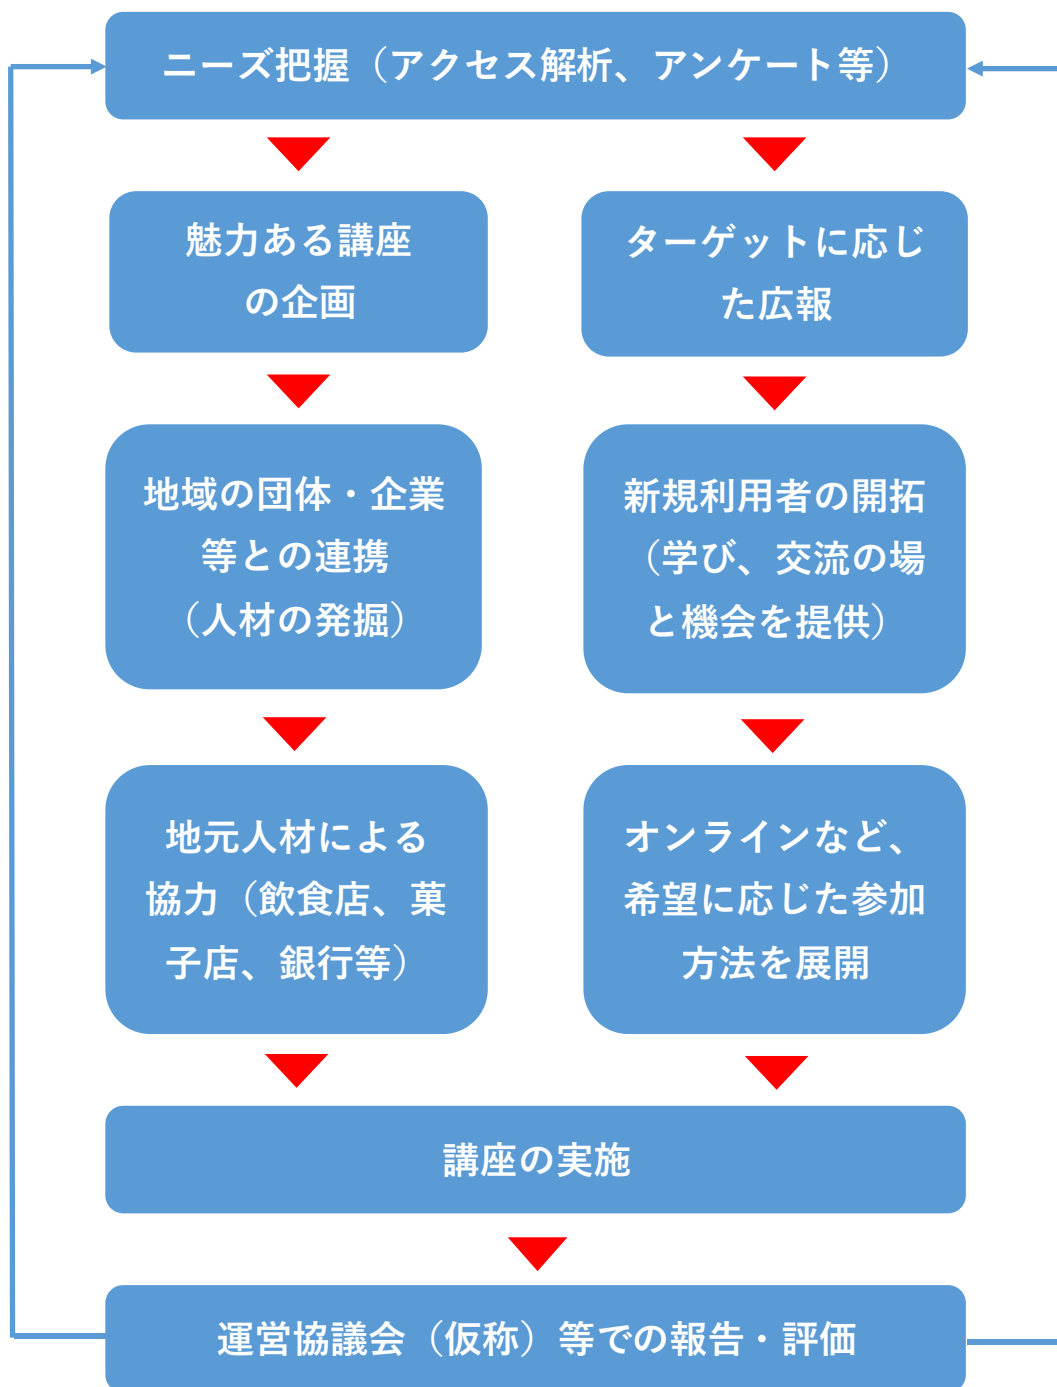 ニーズ把握（アクセス解析、アンケート等）
魅力ある講座
の企画
ターゲットに応じ
た広報
地域の団体・企業
等との連携
（人材の発掘）
新規利用者の開拓
（学び、交流の場
と機会を提供）
地元人材による
協力（飲食店、菓
子店、銀行等）
オンラインなど、
希望に応じた参加
方法を展開
講座の実施
運営協議会（仮称）等での報告・評価